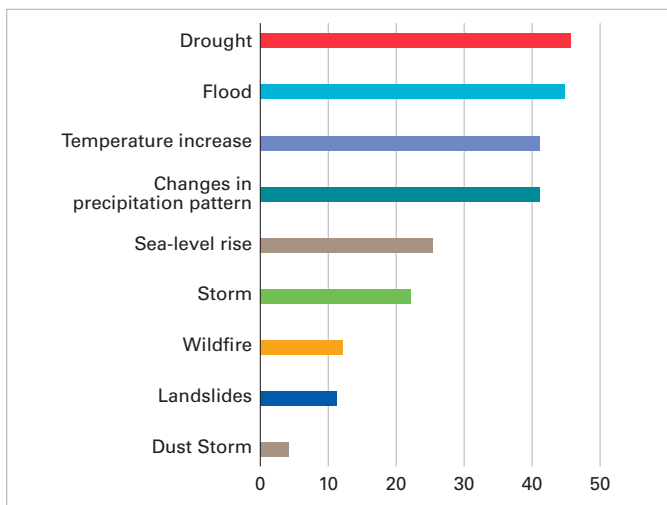 Drought
Flood
Temperature increase
Changes in
precipitation pattern
Sea-level rise
Storm
Wildfire
Landslides
Dust Storm
0 10 20 30 40 50